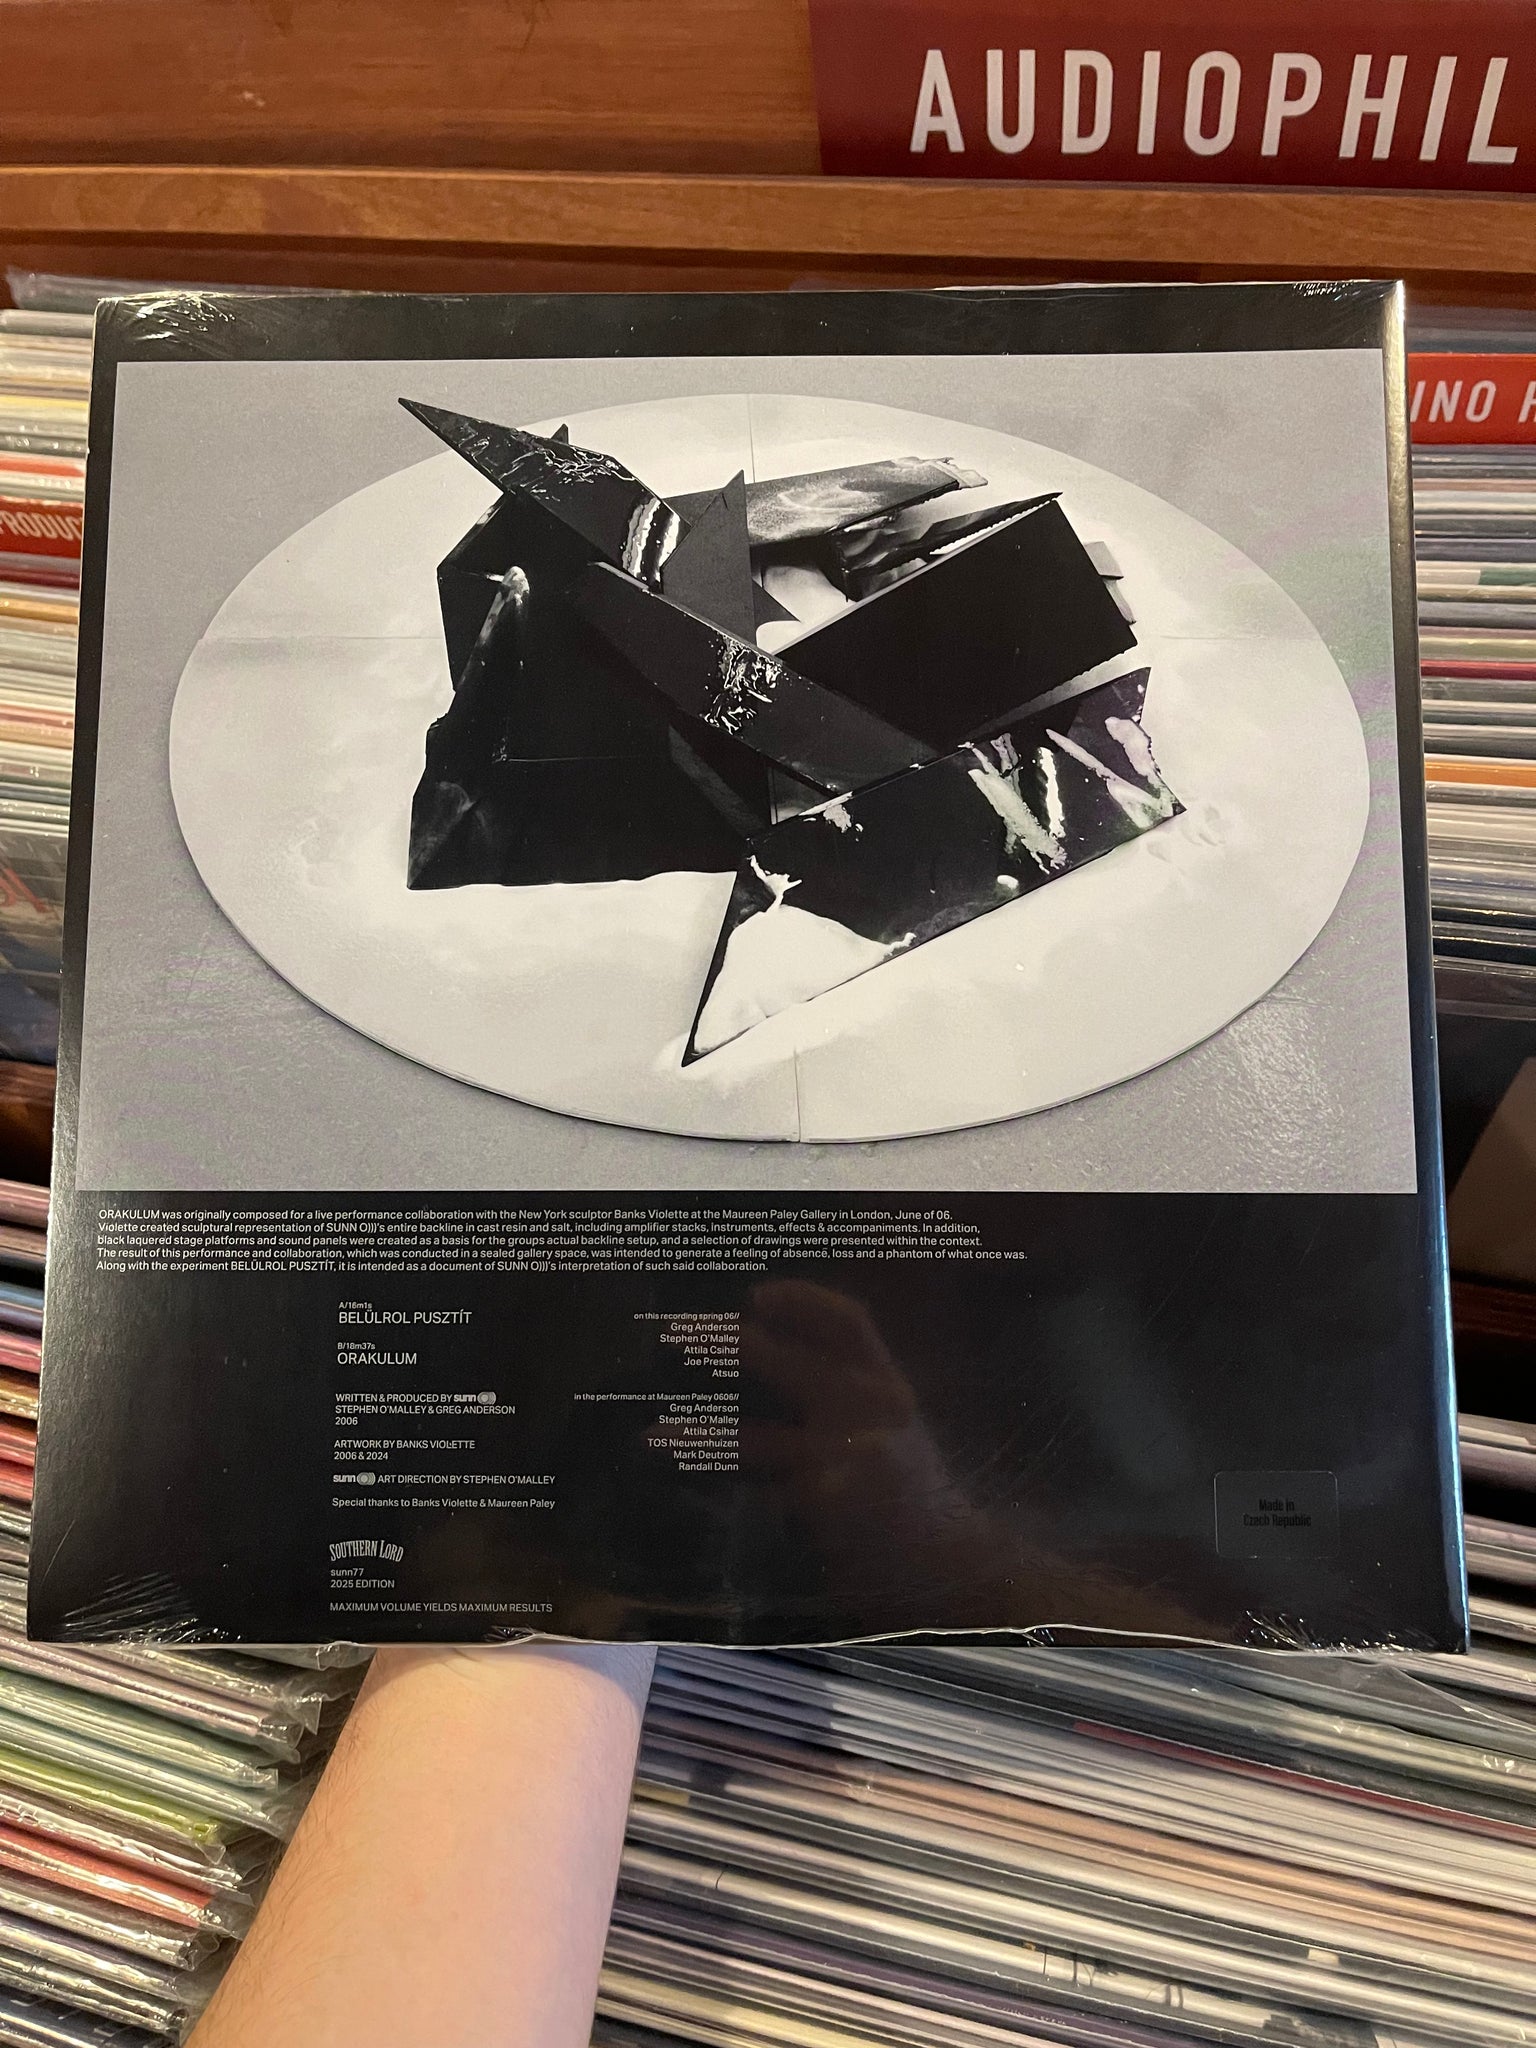 AUDIOPHIL
INO H
PRODUC
ORAKULUM was originally composed for a live performance collaboration with the New York sculptor Banks Violette at the Maureen Paley Gallery in London, June of 06.
Violette created sculptural representation of SUNN O)))'s entire backline in cast resin and salt, including amplifier stacks, instruments, effects & accompaniments. In addition,
black laquered stage platforms and sound panels were created as a basis for the groups actual backline setup, and a selection of drawings were presented within the context.
The result of this performance and collaboration, which was conducted in a sealed gallery space, was intended to generate a feeling of absence, loss and a phantom of what once was.
Along with the experiment BELÜLROL PUSZTÍT, it is intended as a document of SUNN O)))'s interpretation of such said collaboration.
A/16m1s
BELÜLROL PUSZTÍT
B/18m37s
ORAKULUM
WRITTEN & PRODUCED BY sunn O)))
STEPHEN O'MALLEY & GREG ANDERSON
2006
ARTWORK BY BANKS VIOLETTE
2006 & 2024
sunn O))) ART DIRECTION BY STEPHEN O'MALLEY
Special thanks to Banks Violette & Maureen Paley
SOUTHERN LORD
sunn77
2025 EDITION
MAXIMUM VOLUME YIELDS MAXIMUM RESULTS
on this recording spring 06//
Greg Anderson
Stephen O'Malley
Attila Csihar
Joe Preston
Atsuo
in the performance at Maureen Paley 0606//
Greg Anderson
Stephen O'Malley
Attila Csihar
TOS Nieuwenhuizen
Mark Deutrom
Randall Dunn
Made in
Czech Republic